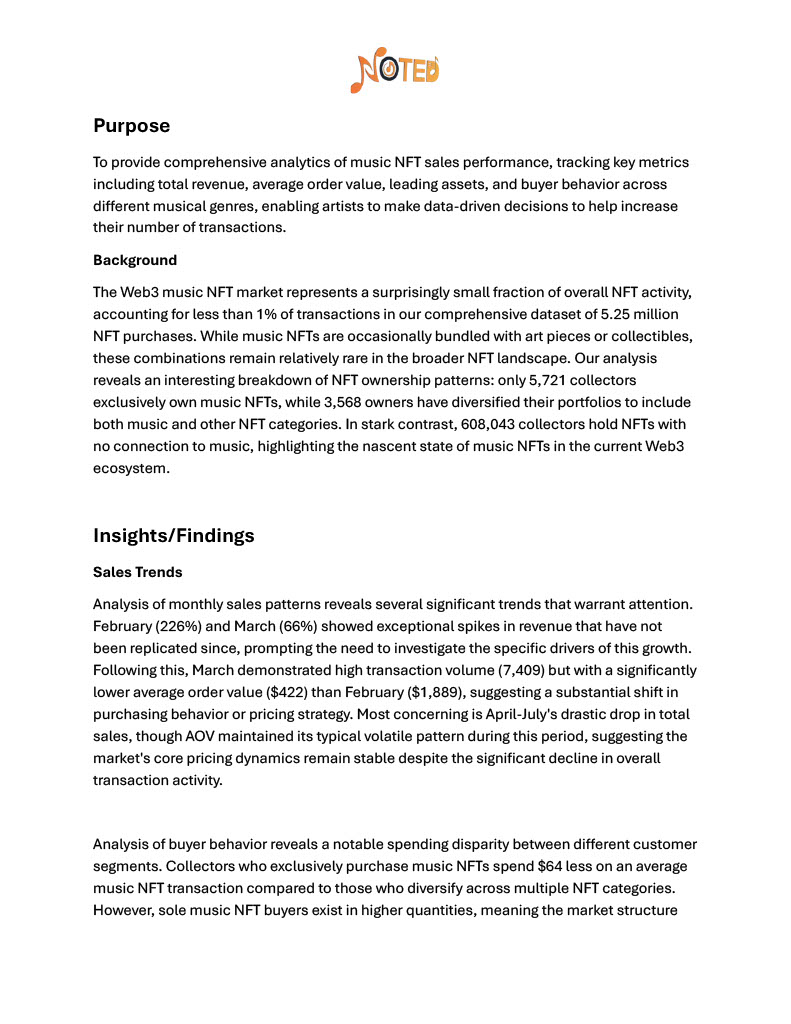 NOTED
Purpose
To provide comprehensive analytics of music NFT sales performance, tracking key metrics
including total revenue, average order value, leading assets, and buyer behavior across
different musical genres, enabling artists to make data-driven decisions to help increase
their number of transactions.
Background
The Web3 music NFT market represents a surprisingly small fraction of overall NFT activity,
accounting for less than 1% of transactions in our comprehensive dataset of 5.25 million
NFT purchases. While music NFTs are occasionally bundled with art pieces or collectibles,
these combinations remain relatively rare in the broader NFT landscape. Our analysis
reveals an interesting breakdown of NFT ownership patterns: only 5,721 collectors
exclusively own music NFTs, while 3,568 owners have diversified their portfolios to include
both music and other NFT categories. In stark contrast, 608,043 collectors hold NFTs with
no connection to music, highlighting the nascent state of music NFTs in the current Web3
ecosystem.
Insights/Findings
Sales Trends
Analysis of monthly sales patterns reveals several significant trends that warrant attention.
February (226%) and March (66%) showed exceptional spikes in revenue that have not
been replicated since, prompting the need to investigate the specific drivers of this growth.
Following this, March demonstrated high transaction volume (7,409) but with a significantly
lower average order value ($422) than February ($1,889), suggesting a substantial shift in
purchasing behavior or pricing strategy. Most concerning is April-July's drastic drop in total
sales, though AOV maintained its typical volatile pattern during this period, suggesting the
market's core pricing dynamics remain stable despite the significant decline in overall
transaction activity.
Analysis of buyer behavior reveals a notable spending disparity between different customer
segments. Collectors who exclusively purchase music NFTs spend $64 less on an average
music NFT transaction compared to those who diversify across multiple NFT categories.
However, sole music NFT buyers exist in higher quantities, meaning the market structure